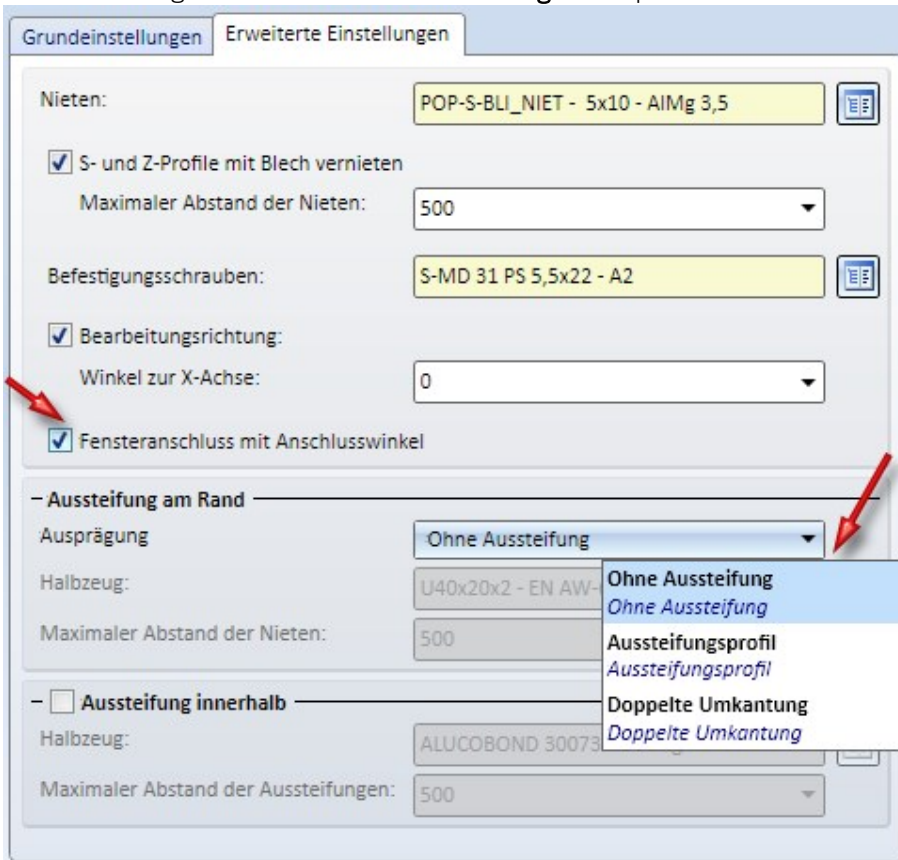 Grundeinstellungen Erweiterte Einstellungen
Nieten: POP-S-BLI_NIET - 5x10 - AlMg 3,5
S- und Z-Profile mit Blech vernieten
Maximaler Abstand der Nieten: 500
Befestigungsschrauben: S-MD 31 PS 5,5x22 - A2
Bearbeitungsrichtung:
Winkel zur X-Achse: 0
Fensteranschluss mit Anschlusswinkel
Aussteifung am Rand
Ausprägung Ohne Aussteifung
Halbzeug: U40x20x2 - EN AW-
Maximaler Abstand der Nieten: 500
Ohne Aussteifung
Ohne Aussteifung
Aussteifungsprofil
Aussteifungsprofil
Doppelte Umkantung
Doppelte Umkantung
Aussteifung innerhalb
Halbzeug: ALUCOBOND 30073
Maximaler Abstand der Aussteifungen: 500